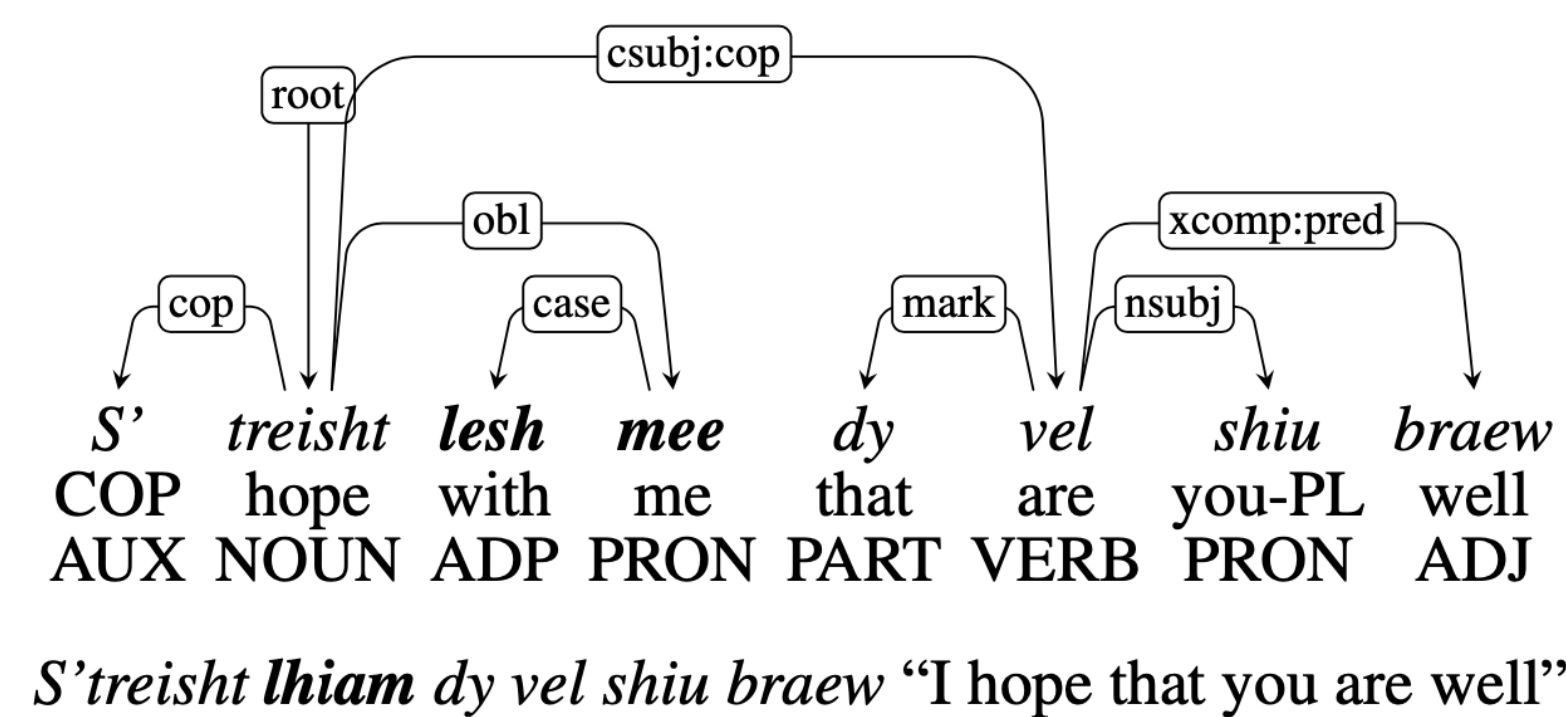 csubj:cop
root
obl xcomp:pred
cop case mark nsubj
S’ treisht lesh mee dy vel shiu braew
COP hope with me that are you-PL well
AUX NOUN ADP PRON PART VERB PRON ADJ
S’treisht lhiam dy vel shiu braew “I hope that you are well”